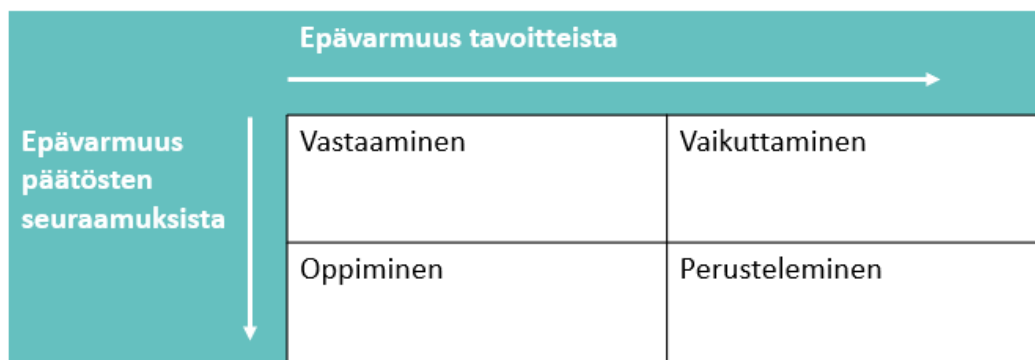 Epävarmuus tavoitteista
Epävarmuus
päätösten
seuraamuksista
Vastaaminen
Vaikuttaminen
Oppiminen
Perusteleminen